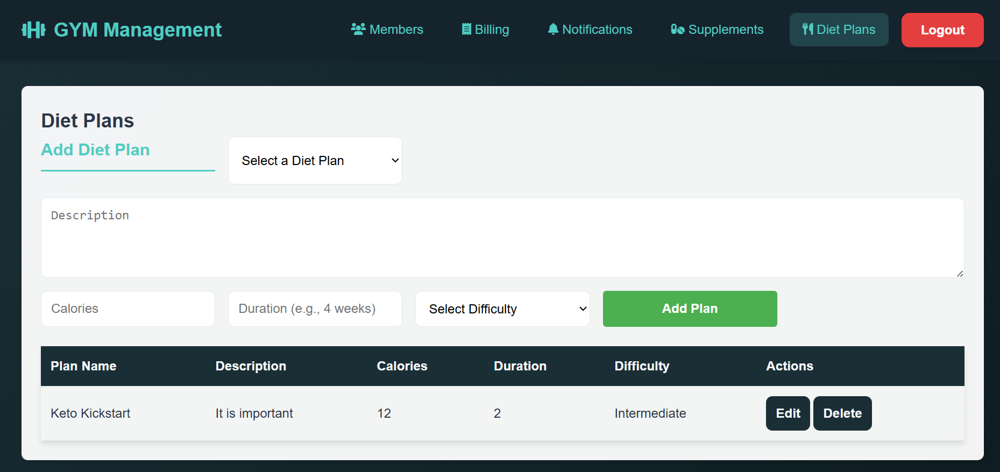 GYM Management Members Billing Notifications Supplements Diet Plans Logout
Diet Plans
Add Diet Plan Select a Diet Plan
Description
Calories Duration (e.g., 4 weeks) Select Difficulty Add Plan
Plan Name Description Calories Duration Difficulty Actions
Keto Kickstart It is important 12 2 Intermediate Edit Delete